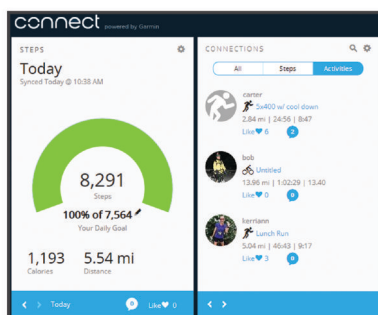 connect powered by Garmin
STEPS
Today
Synced Today @ 10:38 AM
8,291
Steps
100% of 7,564
Your Daily Goal
1,193
Calories
5.54 mi
Distance
Today
0
Like 0
CONNECTIONS
All Steps Activities
carter
5x400 w/ cool down
2.84 mi | 24:56 | 8:47
Like 6 2
bob
Untitled
13.96 mi | 1:02:29 | 13.40
Like 0 0
kerriann
Lunch Run
5.04 mi | 46:43 | 9:17
Like 3 0